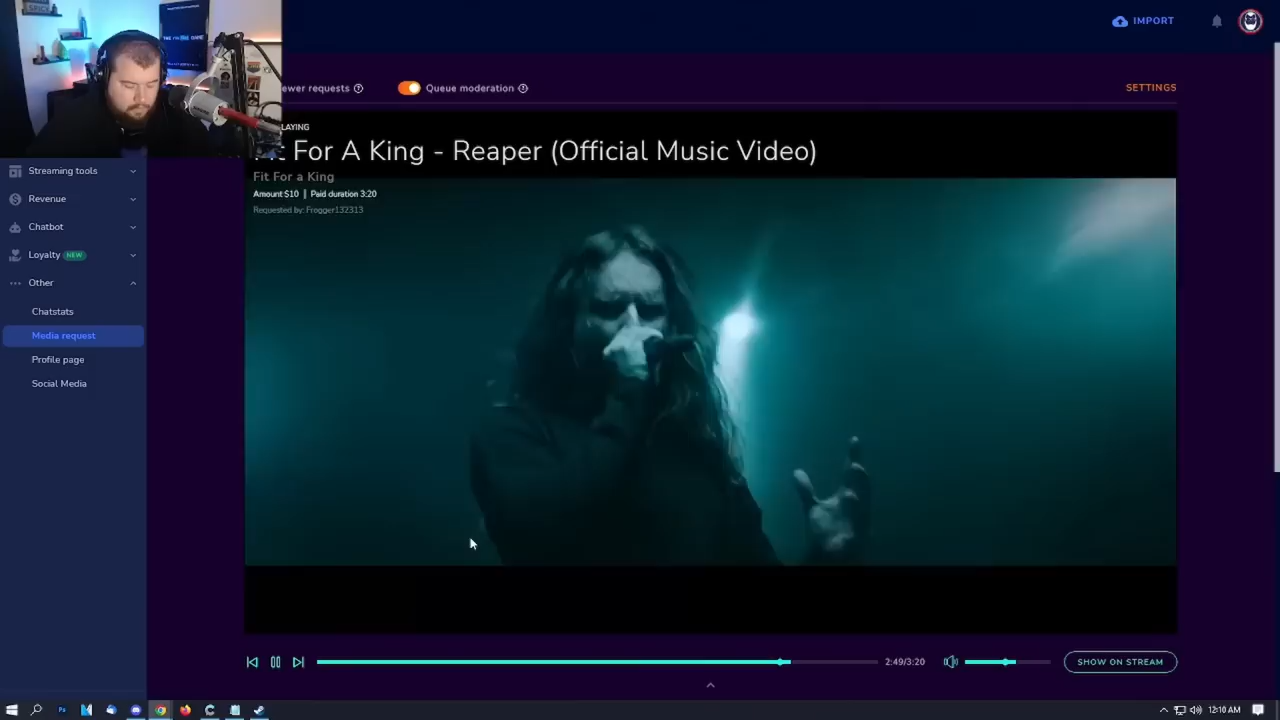 IMPORT
ewer requests
Queue moderation
SETTINGS
LAYING
Fit For A King - Reaper (Official Music Video)
Fit For a King
Amount $10 | Paid duration 3:20
Requested by: Frogger132313
Streaming tools
Revenue
Chatbot
Loyalty NEW
Other
Chatstats
Media request
Profile page
Social Media
2:49/3:20
SHOW ON STREAM
12:10 AM